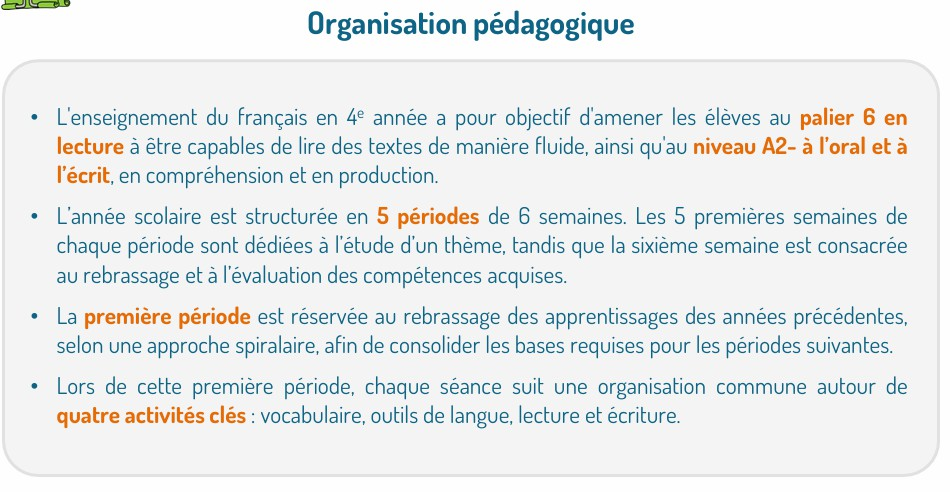 Organisation pédagogique
• L'enseignement du français en 4e année a pour objectif d'amener les élèves au palier 6 en
lecture à être capables de lire des textes de manière fluide, ainsi qu'au niveau A2- à l'oral et à
l'écrit, en compréhension et en production.
• L'année scolaire est structurée en 5 périodes de 6 semaines. Les 5 premières semaines de
chaque période sont dédiées à l'étude d'un thème, tandis que la sixième semaine est consacrée
au rebrassage et à l'évaluation des compétences acquises.
• La première période est réservée au rebrassage des apprentissages des années précédentes,
selon une approche spiralaire, afin de consolider les bases requises pour les périodes suivantes.
• Lors de cette première période, chaque séance suit une organisation commune autour de
quatre activités clés : vocabulaire, outils de langue, lecture et écriture.